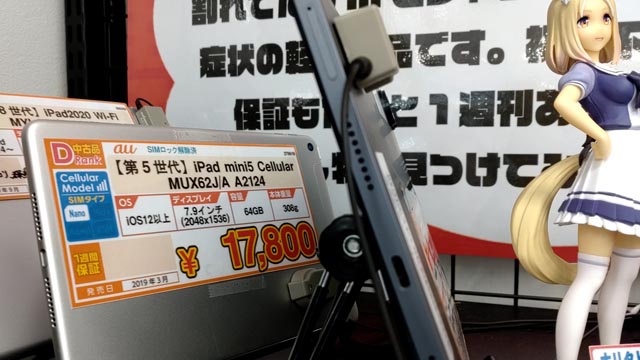 症状の軽
品です。
保証も
と1週刊
見つけて
8世代】iPad2020 Wi-Fi
D 中古品
Rank
au SIMロック解除済
【第5世代】iPad mini5 Cellular
MUX62J/A A2124
Cellular
Model
SIMタイプ
Nano
OS ディスプレイ 容量 本体重量
iOS12以上 7.9インチ 64GB 308g
(2048x1536)
1週間
保証
¥17,800
発売日 2019年3月